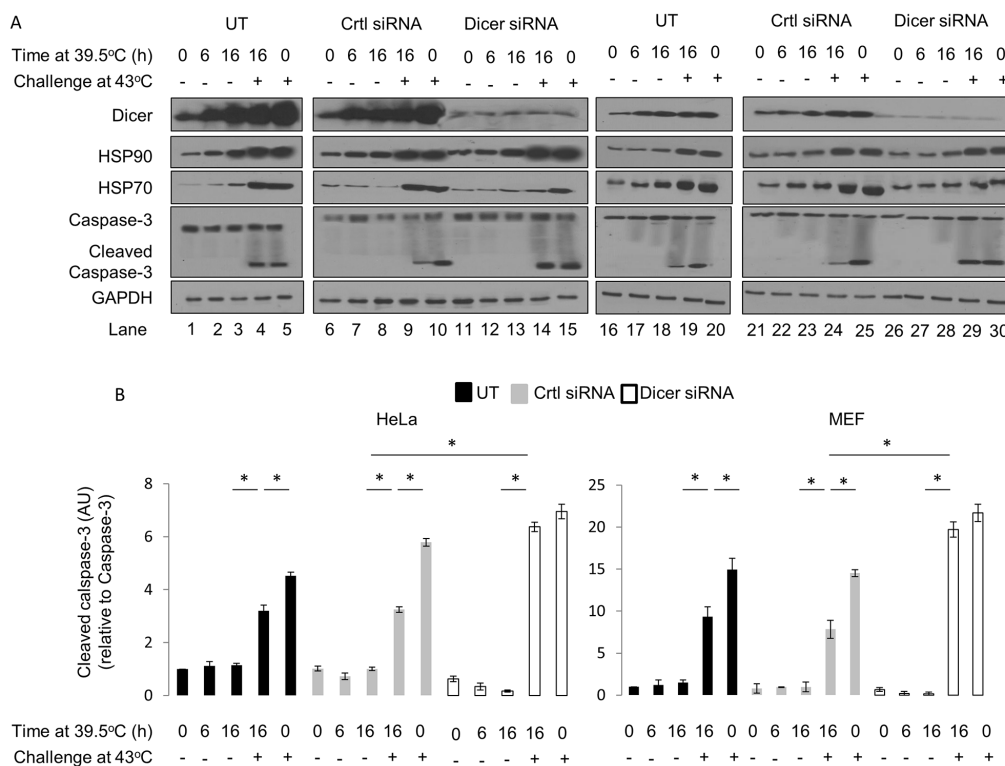 A
UT Crtl siRNA Dicer siRNA UT Crtl siRNA Dicer siRNA
Time at 39.5ºC (h) 0 6 16 16 0 0 6 16 16 0 0 6 16 16 0 0 6 16 16 0 0 6 16 16 0 0 6 16 16 0
Challenge at 43ºC - - - + + - - - + + - - - + + - - - + + - - - + + - - - + +
Dicer
HSP90
HSP70
Caspase-3
Cleaved
Caspase-3
GAPDH
Lane 1 2 3 4 5 6 7 8 9 10 11 12 13 14 15 16 17 18 19 20 21 22 23 24 25 26 27 28 29 30
B
UT Crtl siRNA Dicer siRNA
HeLa MEF
* *
* * * * * * * * * *
Cleaved calspase-3 (AU)
(relative to Caspase-3)
8
6
4
2
0
25
20
15
10
5
0
Time at 39.5ºC (h) 0 6 16 16 0 0 6 16 16 0 0 6 16 16 0 0 6 16 16 0 0 6 16 16 0 0 6 16 16 0
Challenge at 43ºC - - - + + - - - + + - - - + + - - - + + - - - + + - - - + +